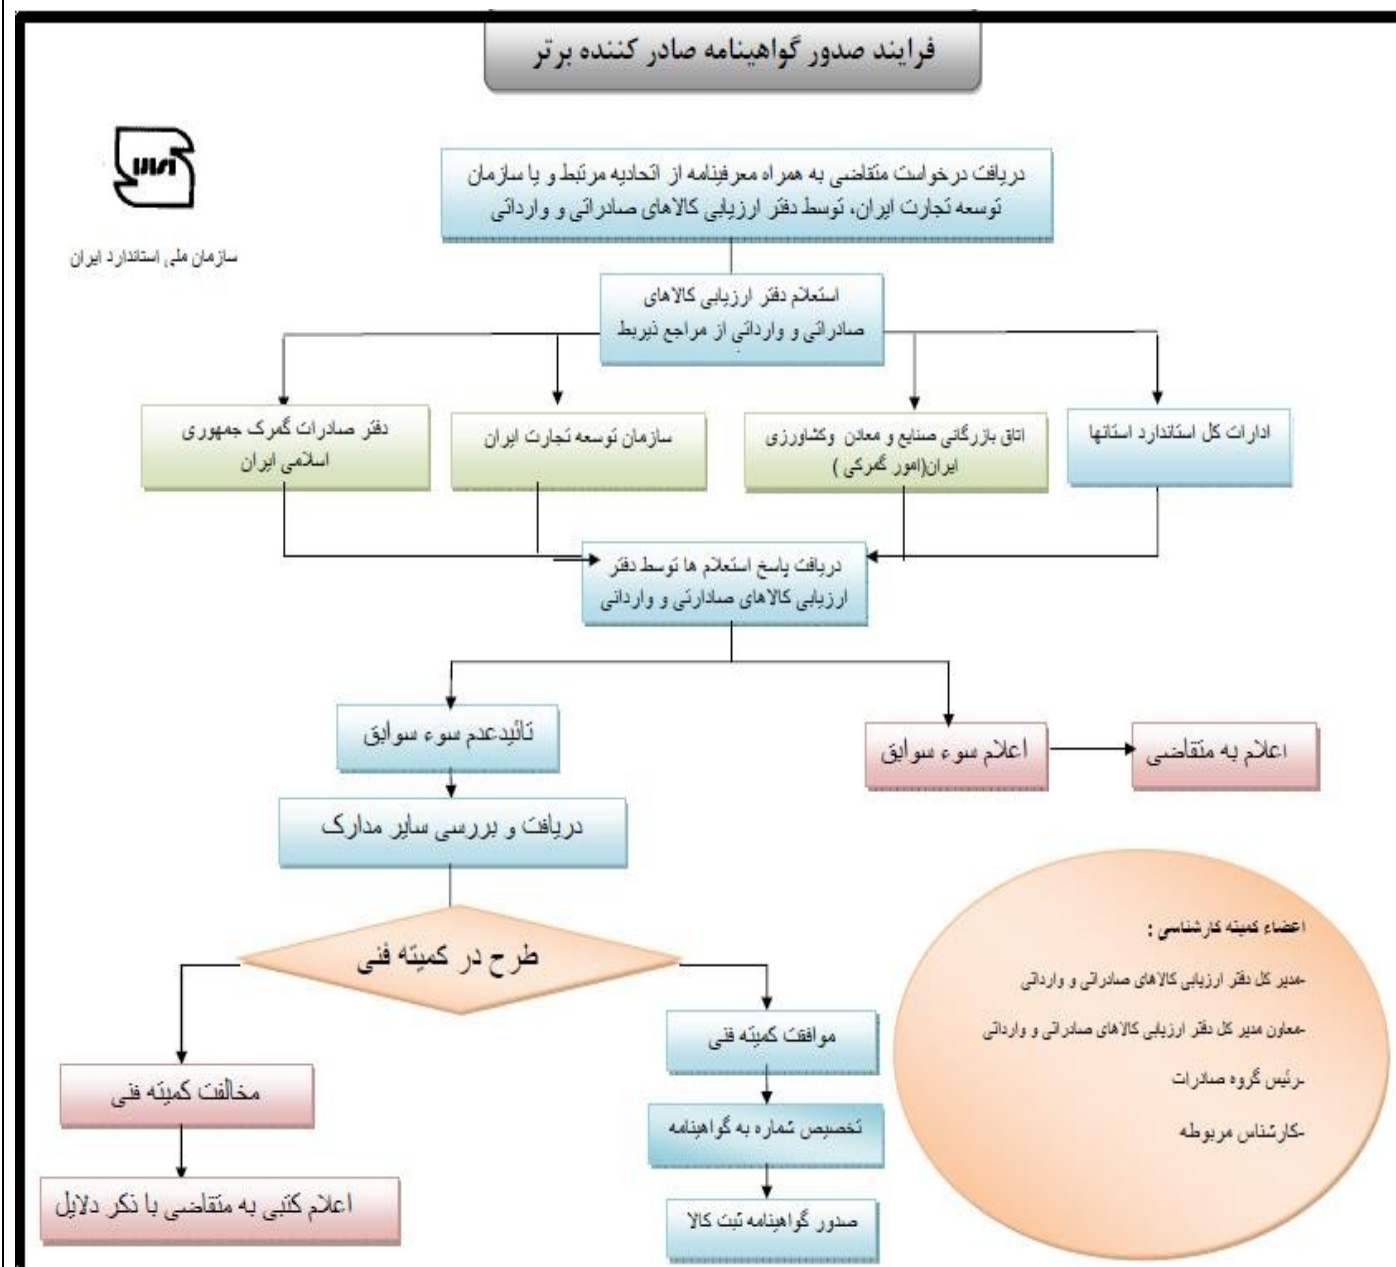 فرایند صدور گواهینامه صادر کننده برتر
سازمان ملی استاندارد ایران
دریافت درخواست متقاضی به همراه معرفینامه از اتحادیه مرتبط و یا سازمان
توسعه تجارت ایران، توسط دفتر ارزیابی کالاهای صادراتی و وارداتی
استعلام دفتر ارزیابی کالاهای
صادراتی و وارداتی از مراجع ذیربط
ادارات کل استاندارد استانها
اتاق بازرگانی صنایع و معادن وکشاورزی
ایران(امور گمرکی )
سازمان توسعه تجارت ایران
دفتر صادرات گمرک جمهوری
اسلامی ایران
دریافت پاسخ استعلام ها توسط دفتر
ارزیابی کالاهای صادارتی و وارداتی
تائیدعدم سوء سوابق
اعلام سوء سوابق
اعلام به متقاضی
دریافت و بررسی سایر مدارک
طرح در کمیته فنی
موافقت کمیته فنی
مخالفت کمیته فنی
تخصیص شماره به گواهینامه
اعلام کتبی به متقاضی با ذکر دلایل
صدور گواهینامه ثبت کالا
اعضاء کمیته کارشناسی :
-مدیر کل دفتر ارزیابی کالاهای صادراتی و وارداتی
-معاون مدیر کل دفتر ارزیابی کالاهای صادراتی و وارداتی
-رئیس گروه صادرات
-کارشناس مربوطه